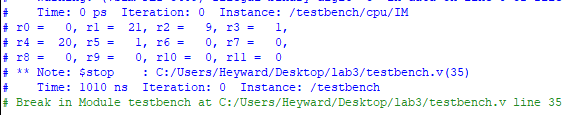 #    Time: 0 ps  Iteration: 0  Instance: /testbench/cpu/IM
# r0 =   0, r1 =  21, r2 =   9, r3 =   1,
# r4 =  20, r5 =   1, r6 =   0, r7 =   0,
# r8 =   0, r9 =   0, r10 =  0, r11 =  0
# ** Note: $stop    : C:/Users/Heyward/Desktop/lab3/testbench.v(35)
#    Time: 1010 ns  Iteration: 0  Instance: /testbench
# Break in Module testbench at C:/Users/Heyward/Desktop/lab3/testbench.v line 35